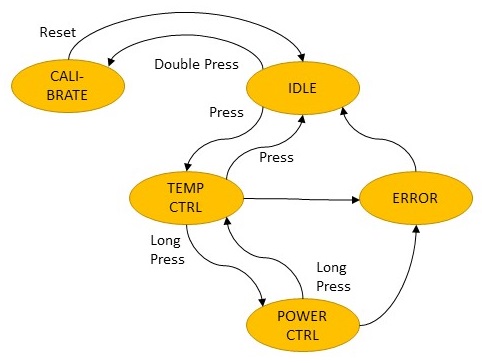 Reset
Double Press
CALI-
BRATE
IDLE
Press
Press
TEMP
CTRL
ERROR
Long
Press
Long
Press
POWER
CTRL